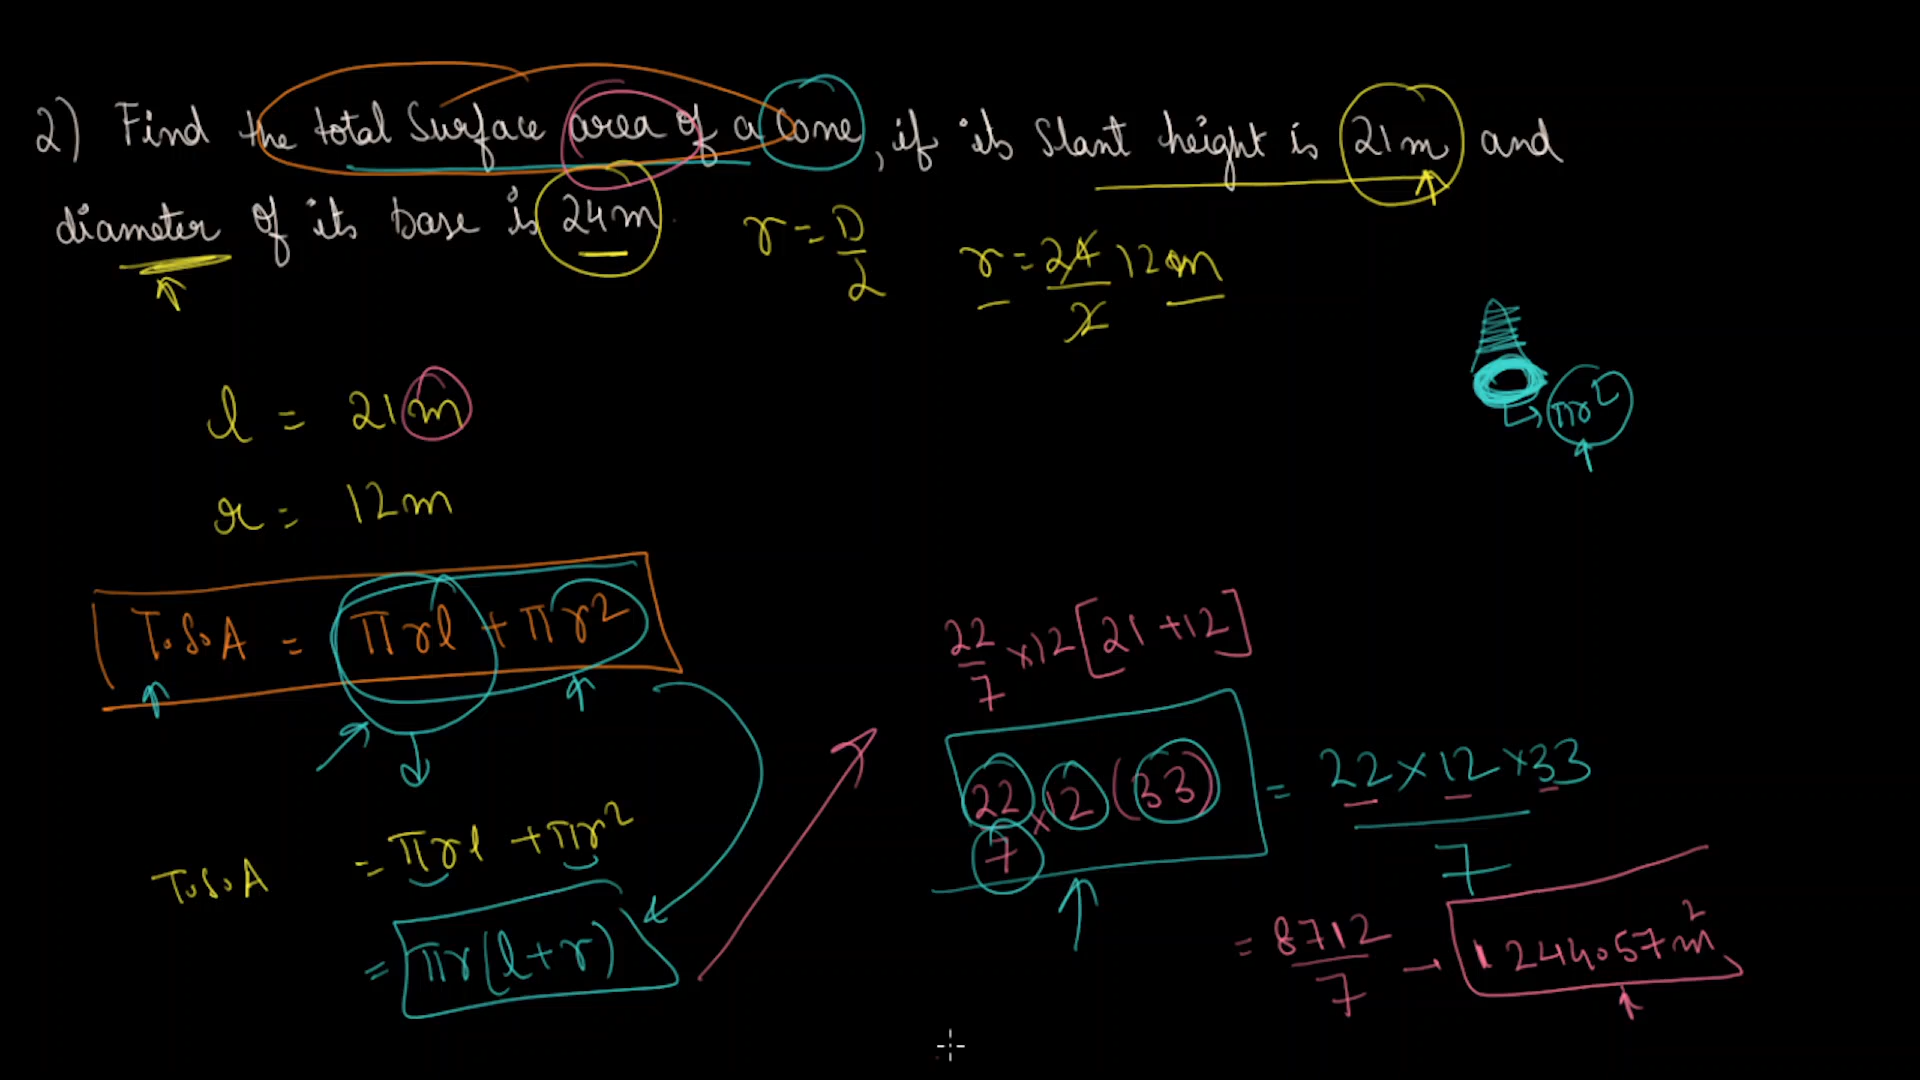 2) Find the total Surface area of a Cone, if its Slant height is 21m and
diameter of its base is 24m.
r = D/2
r = 24/2 12m
πr²
l = 21m
r = 12m
T.S.A = πrl + πr²
22/7 ×12[21+12]
22/7 ×12(33) = 22×12×33/7
T.S.A = πrl + πr²
= πr(l+r)
= 8712/7 → 1244.57m²